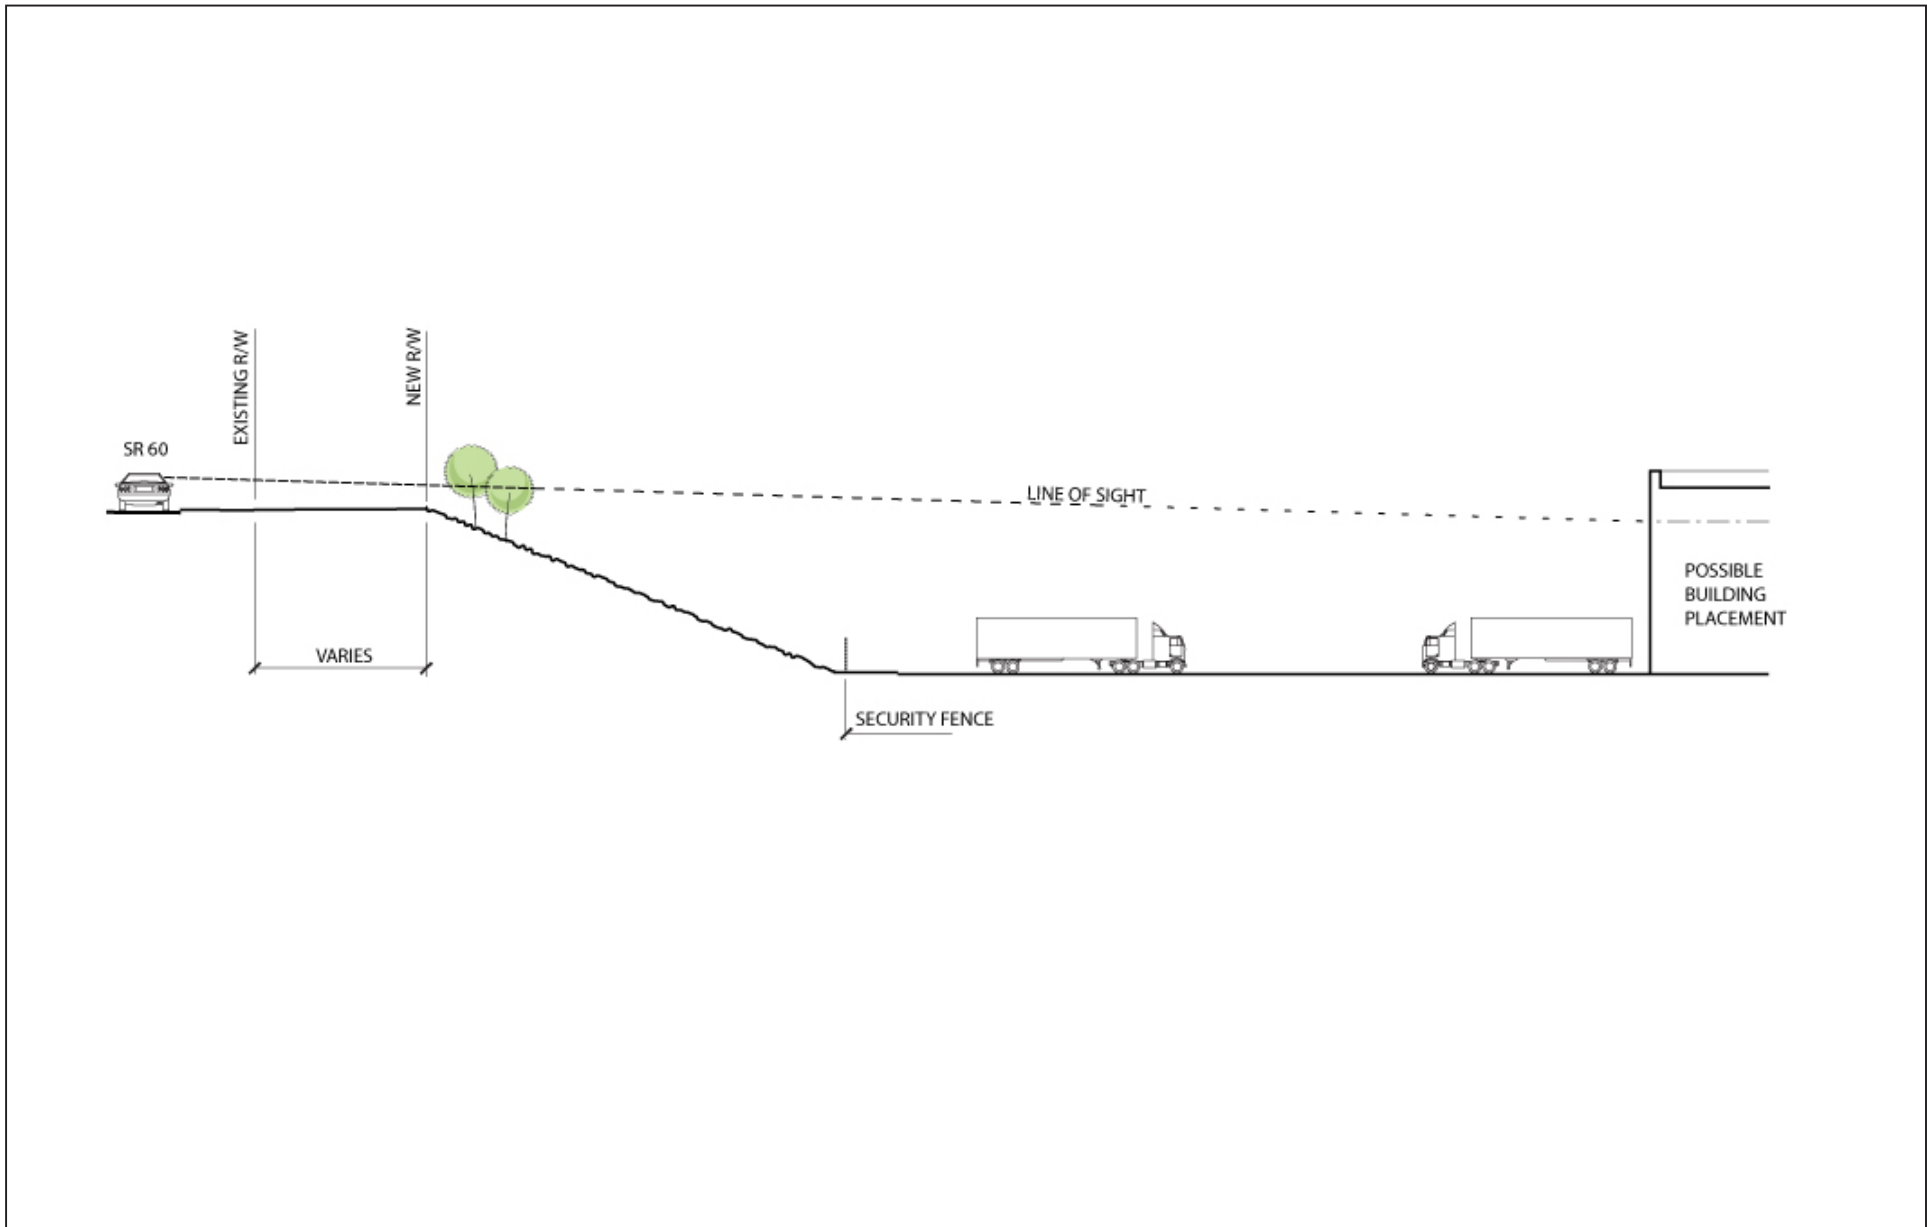 EXISTING R/W
NEW R/W
SR 60
LINE OF SIGHT
POSSIBLE
BUILDING
PLACEMENT
VARIES
SECURITY FENCE